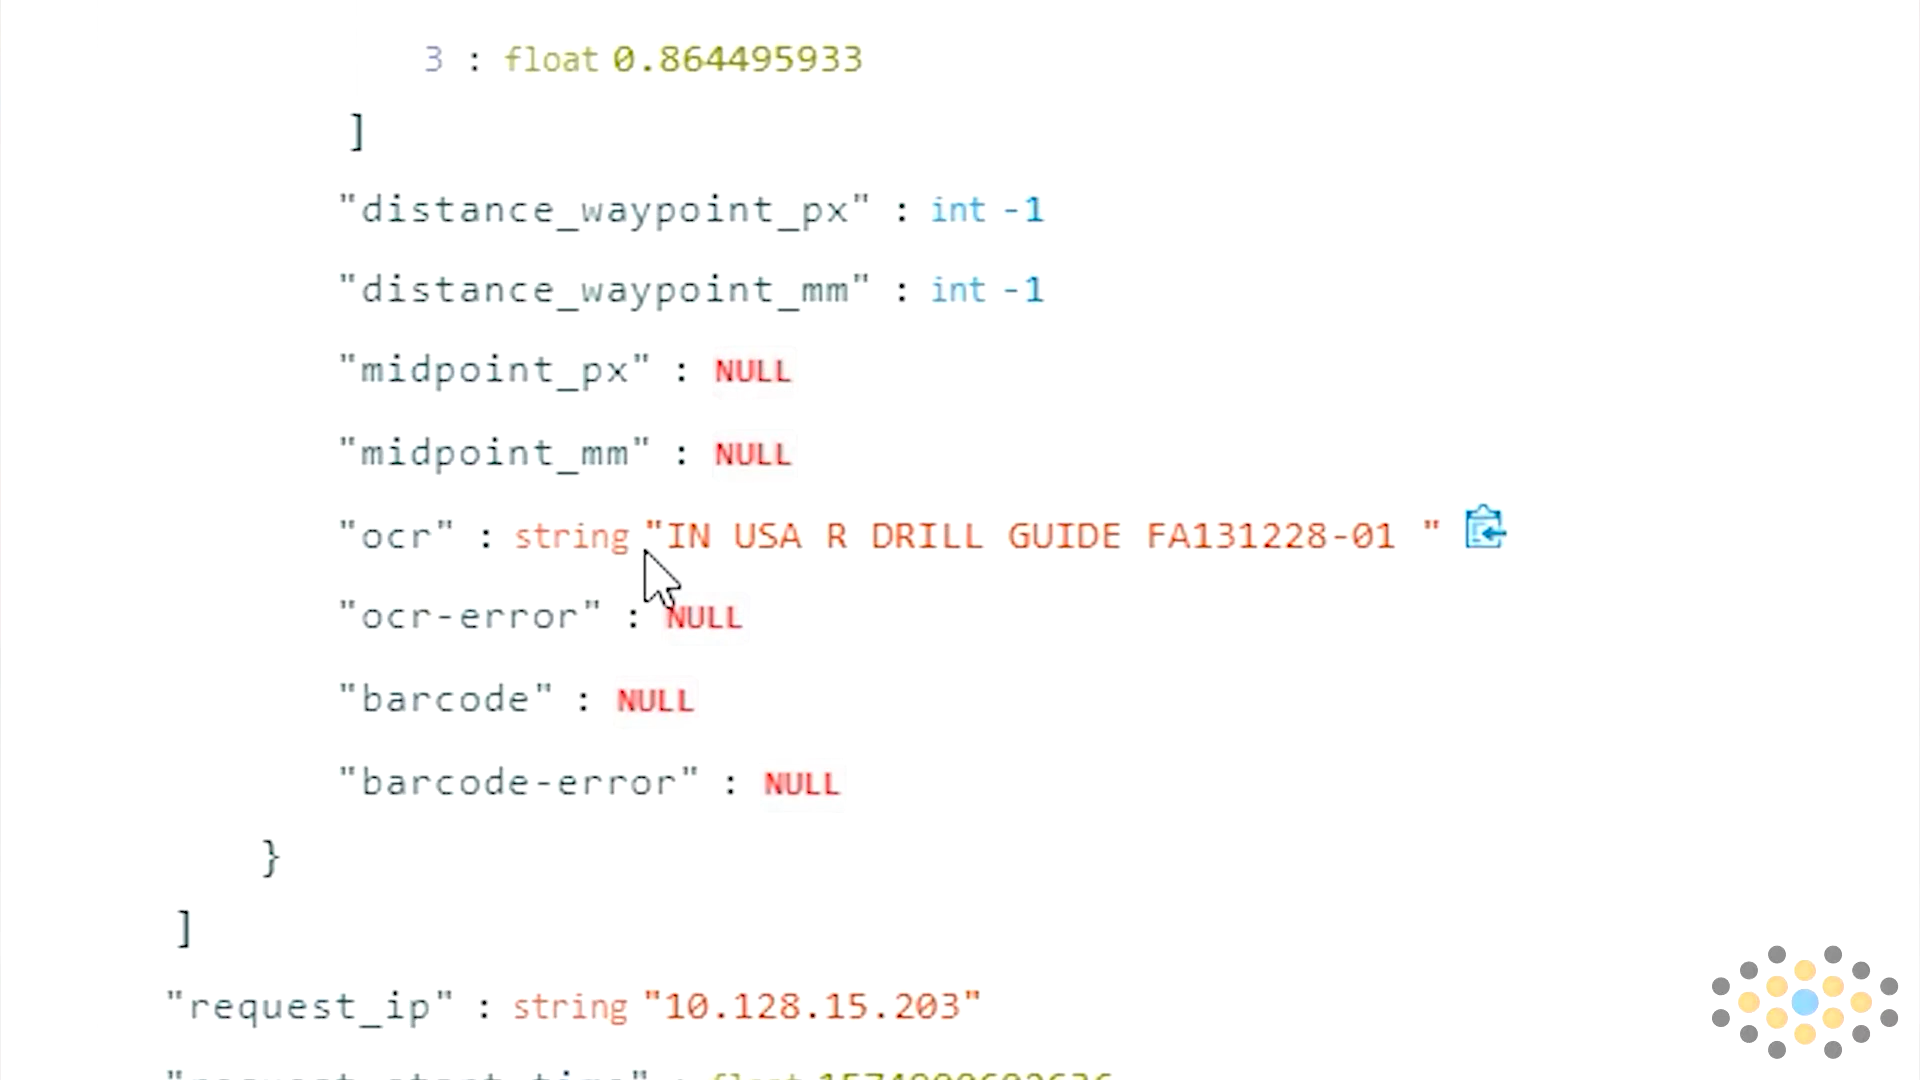 3 : float 0.864495933
]
"distance_waypoint_px" : int -1
"distance_waypoint_mm" : int -1
"midpoint_px" : NULL
"midpoint_mm" : NULL
"ocr" : string "IN USA R DRILL GUIDE FA131228-01 "
"ocr-error" : NULL
"barcode" : NULL
"barcode-error" : NULL
}
]
"request_ip" : string "10.128.15.203"